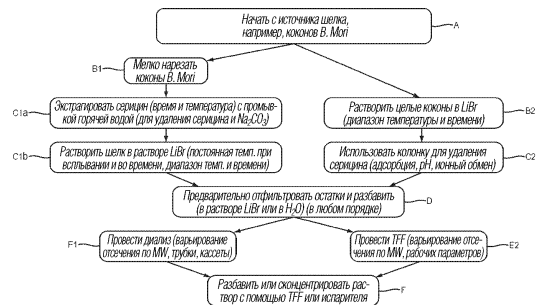 Начать с источника шелка,
например, коконов B. Mori
A
B1
Мелко нарезать
коконы B. Mori
C1a
Экстрагировать серицин (время и температура) с промыв-
кой горячей водой (для удаления серицина и Na2CO3)
Растворить целые коконы в LiBr
(диапазон температуры и времени)
B2
C1b
Растворить шелк в растворе LiBr (постоянная темп. при
всплывании и во времени, диапазон темп. и времени)
Использовать колонку для удаления
серицина (адсорбция, pH, ионный обмен)
C2
Предварительно отфильтровать остатки и разбавить
(в растворе LiBr или в H2O) (в любом порядке)
D
F1
Провести диализ (варьирование
отсечения по MW, трубки, кассеты)
Провести TFF (варьирование отсе-
чения по MW, рабочих параметров)
E2
Разбавить или сконцентрировать рас-
твор с помощью TFF или испарителя
F